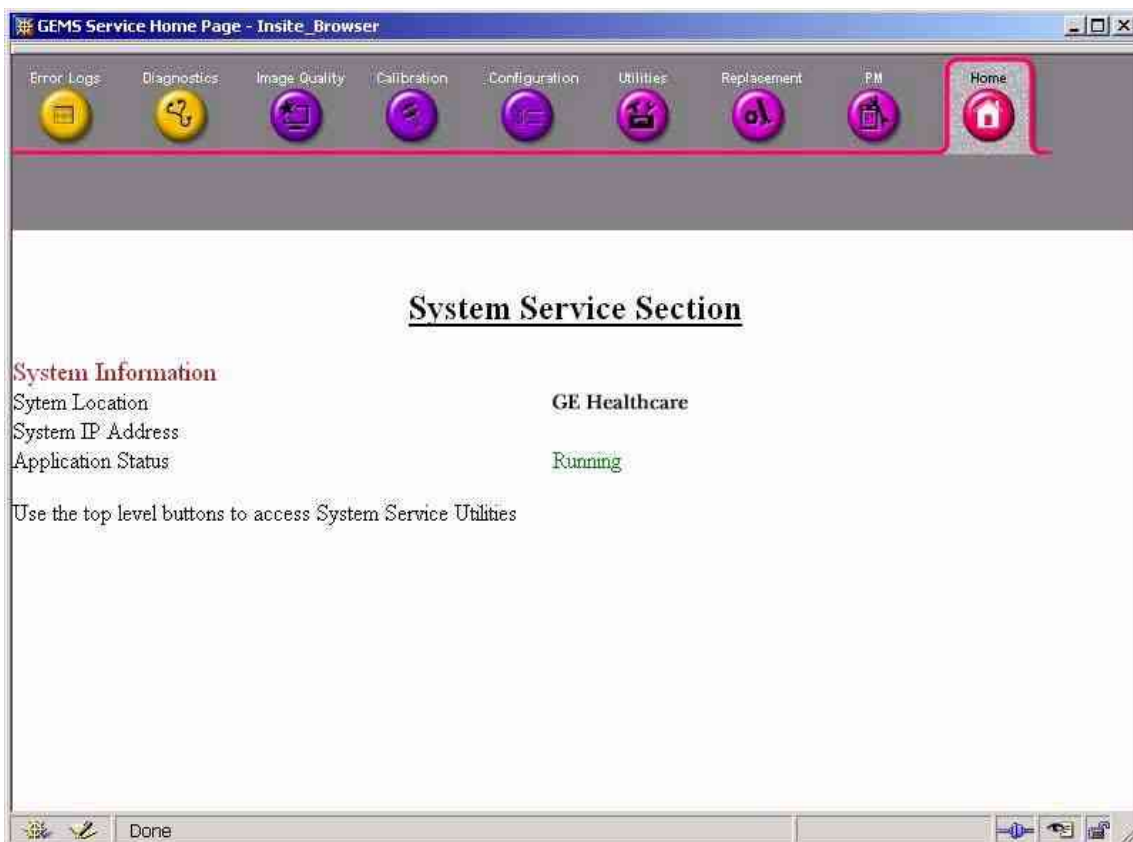 GEMS Service Home Page - Insite_Browser
Error Logs Diagnostics Image Quality Calibration Configuration Utilities Replacement PM Home
System Service Section
System Information
Sytem Location GE Healthcare
System IP Address
Application Status Running
Use the top level buttons to access System Service Utilities
Done